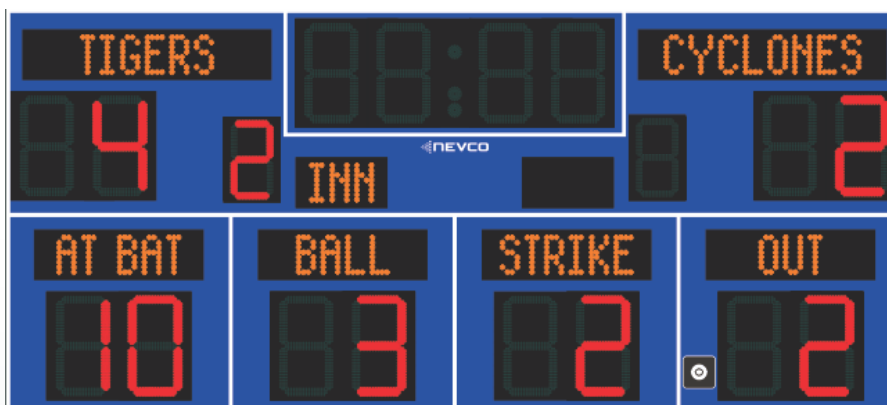 TIGERS CYCLONES
4 2 INN 2
NEVCO
AT BAT BALL STRIKE OUT
10 3 2 2